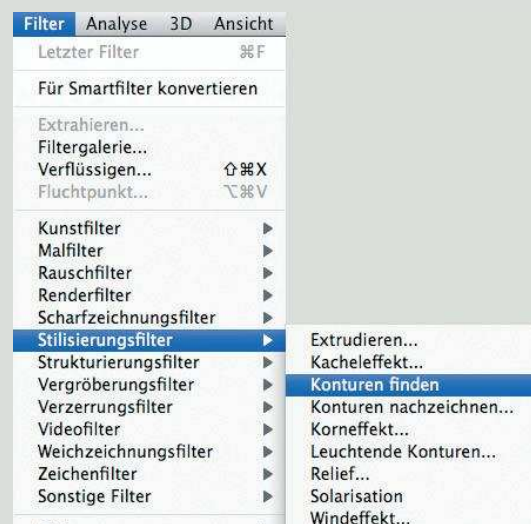 Filter Analyse 3D Ansicht
Letzter Filter ⌘F
Für Smartfilter konvertieren
Extrahieren...
Filtergalerie...
Verflüssigen... ⇧⌘X
Fluchtpunkt... ⌥⌘V
Kunstfilter
Malfilter
Rauschfilter
Renderfilter
Scharfzeichnungsfilter
Stilisierungsfilter
Strukturierungsfilter
Vergröberungsfilter
Verzerrungsfilter
Videofilter
Weichzeichnungsfilter
Zeichenfilter
Sonstige Filter
Extrudieren...
Kacheleffekt...
Konturen finden
Konturen nachzeichnen...
Korneffekt...
Leuchtende Konturen...
Relief...
Solarisation
Windeffekt...